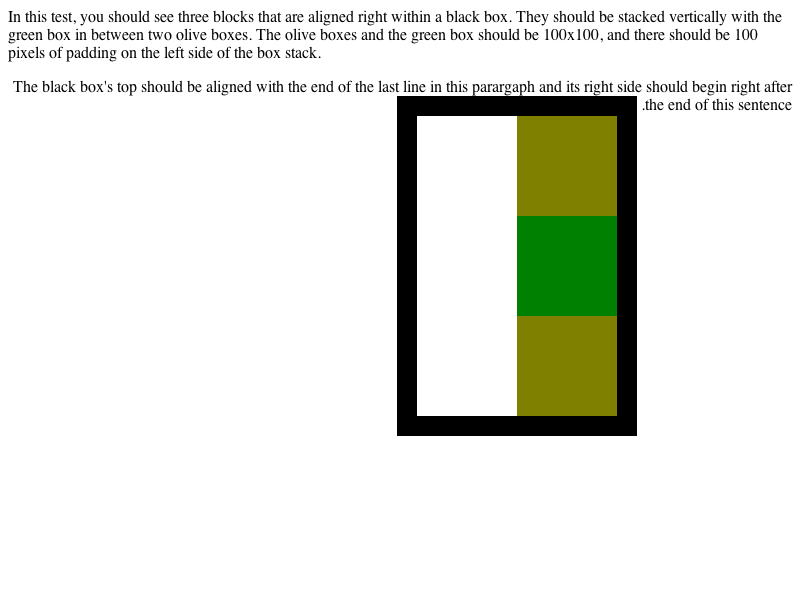 In this test, you should see three blocks that are aligned right within a black box. They should be stacked vertically with the
green box in between two olive boxes. The olive boxes and the green box should be 100x100, and there should be 100
pixels of padding on the left side of the box stack.
The black box's top should be aligned with the end of the last line in this parargaph and its right side should begin right after
.the end of this sentence